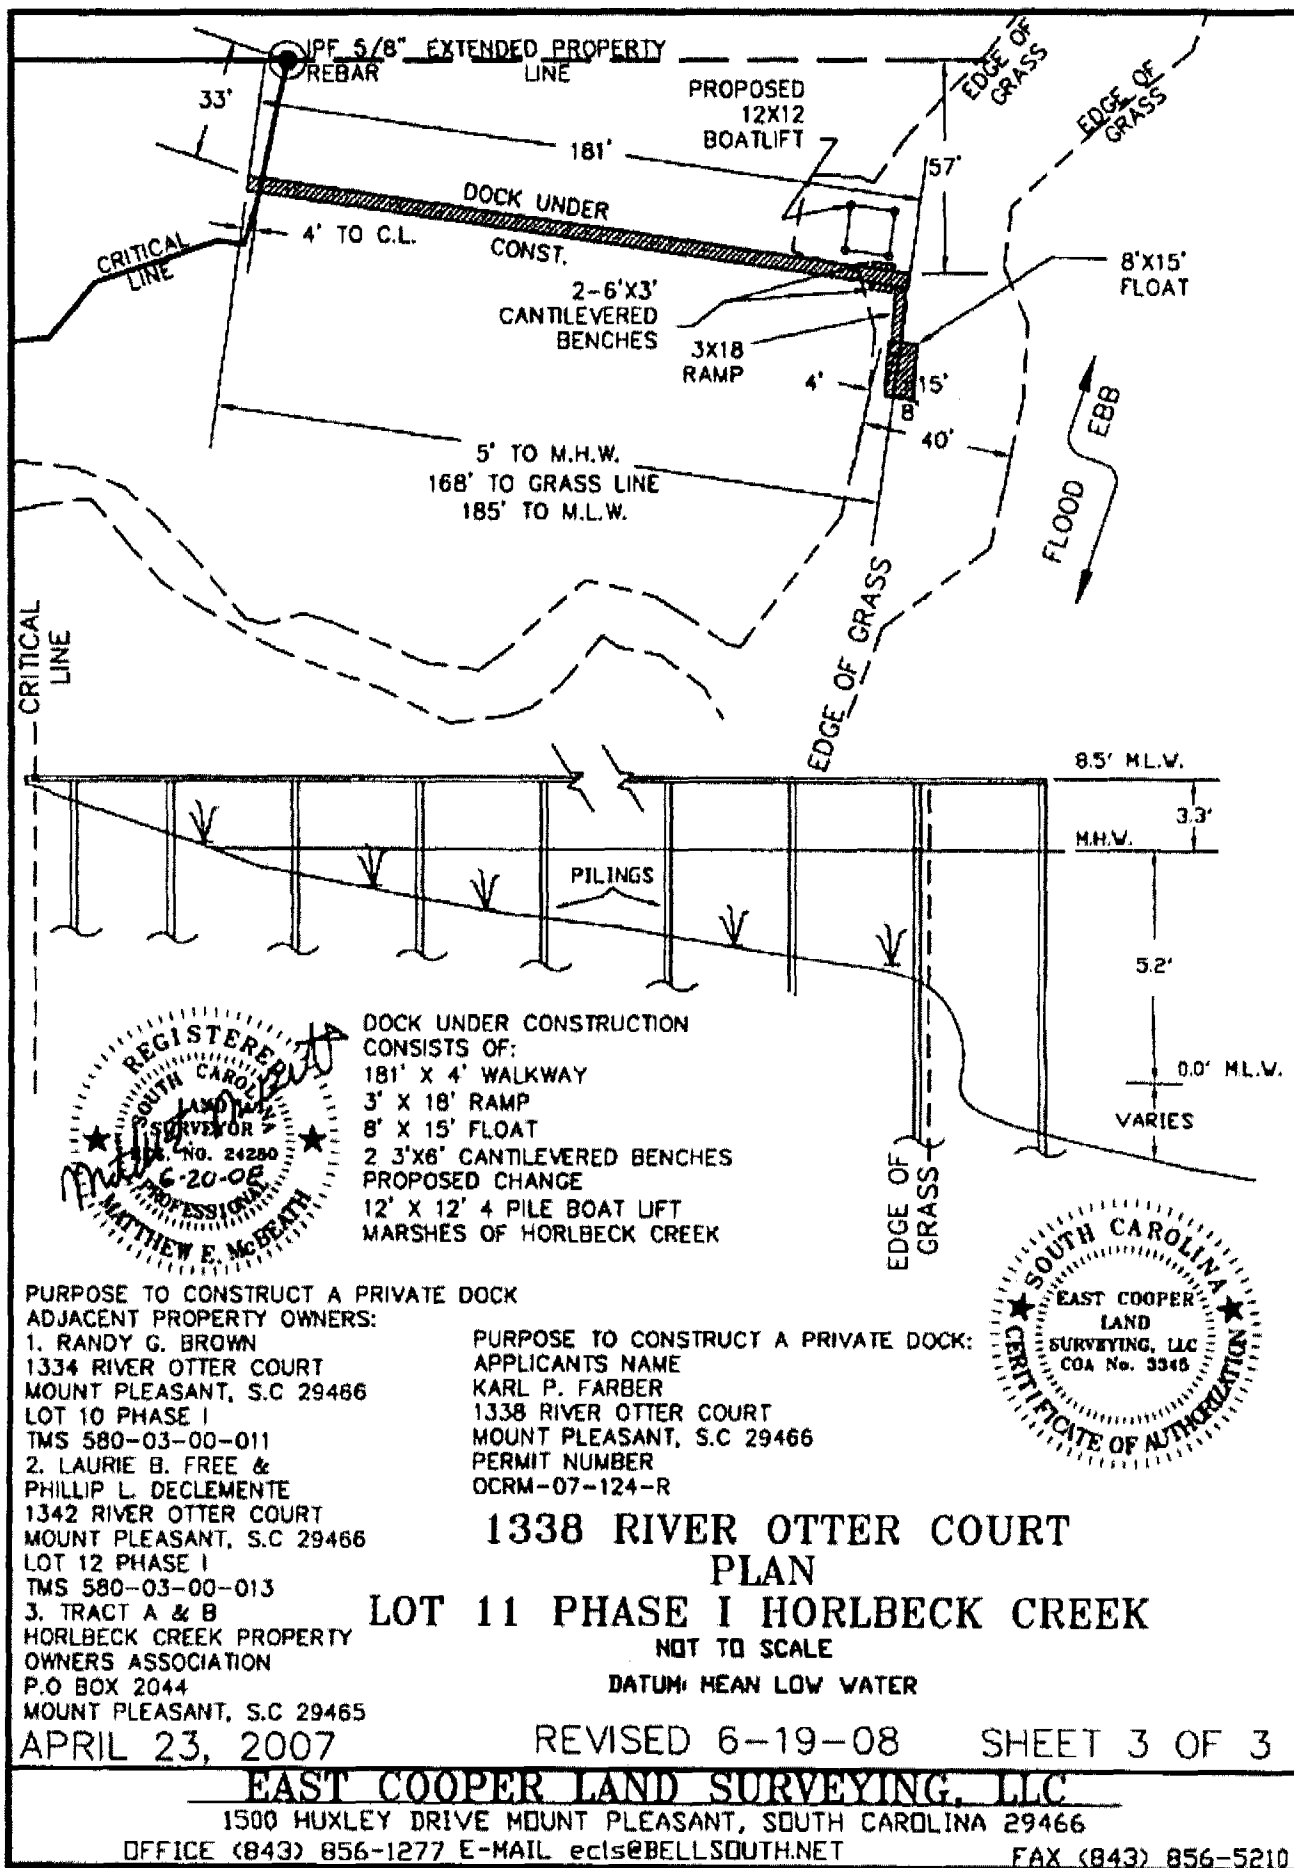 IPF 5/8" EXTENDED PROPERTY
REBAR LINE
33'
181'
PROPOSED
12X12
BOATLIFT
EDGE OF
GRASS
EDGE OF
GRASS
57'
DOCK UNDER
CONST.
4' TO C.L.
CRITICAL
LINE
2-6'X3'
CANTILEVERED
BENCHES
8'X15'
FLOAT
3X18
RAMP
4'
15'
8'
40'
5' TO M.H.W.
168' TO GRASS LINE
185' TO M.L.W.
FLOOD EBB
EDGE OF GRASS
CRITICAL
LINE
8.5' M.L.W.
3.3'
M.H.W.
PILINGS
5.2'
0.0' M.L.W.
VARIES
EDGE OF
GRASS
REGISTERED
SOUTH CAROLINA
LAND
SURVEYOR
NO. 24280
6-20-08
PROFESSIONAL
MATTHEW E. McBEATH
DOCK UNDER CONSTRUCTION
CONSISTS OF:
181' X 4' WALKWAY
3' X 18' RAMP
8' X 15' FLOAT
2 3'X6' CANTILEVERED BENCHES
PROPOSED CHANGE
12' X 12' 4 PILE BOAT LIFT
MARSHES OF HORLBECK CREEK
SOUTH CAROLINA
EAST COOPER
LAND
SURVEYING, LLC
COA No. 3346
CERITIFICATE OF AUTHORIZATION
PURPOSE TO CONSTRUCT A PRIVATE DOCK
ADJACENT PROPERTY OWNERS:
1. RANDY G. BROWN
1334 RIVER OTTER COURT
MOUNT PLEASANT, S.C 29466
LOT 10 PHASE I
TMS 580-03-00-011
2. LAURIE B. FREE &
PHILLIP L. DECLEMENTE
1342 RIVER OTTER COURT
MOUNT PLEASANT, S.C 29466
LOT 12 PHASE I
TMS 580-03-00-013
3. TRACT A & B
HORLBECK CREEK PROPERTY
OWNERS ASSOCIATION
P.O BOX 2044
MOUNT PLEASANT, S.C 29465
PURPOSE TO CONSTRUCT A PRIVATE DOCK:
APPLICANTS NAME
KARL P. FARBER
1338 RIVER OTTER COURT
MOUNT PLEASANT, S.C 29466
PERMIT NUMBER
OCRM-07-124-R
1338 RIVER OTTER COURT
PLAN
LOT 11 PHASE I HORLBECK CREEK
NOT TO SCALE
DATUM: MEAN LOW WATER
APRIL 23, 2007 REVISED 6-19-08 SHEET 3 OF 3
EAST COOPER LAND SURVEYING, LLC
1500 HUXLEY DRIVE MOUNT PLEASANT, SOUTH CAROLINA 29466
OFFICE (843) 856-1277 E-MAIL ecls@BELLSOUTH.NET FAX (843) 856-5210